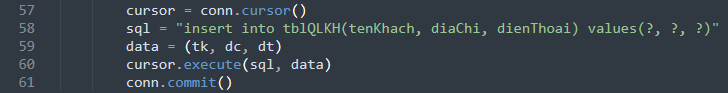 57 cursor = conn.cursor()
58 sql = "insert into tblQLKH(tenKhach, diaChi, dienThoai) values(?, ?, ?)"
59 data = (tk, dc, dt)
60 cursor.execute(sql, data)
61 conn.commit()